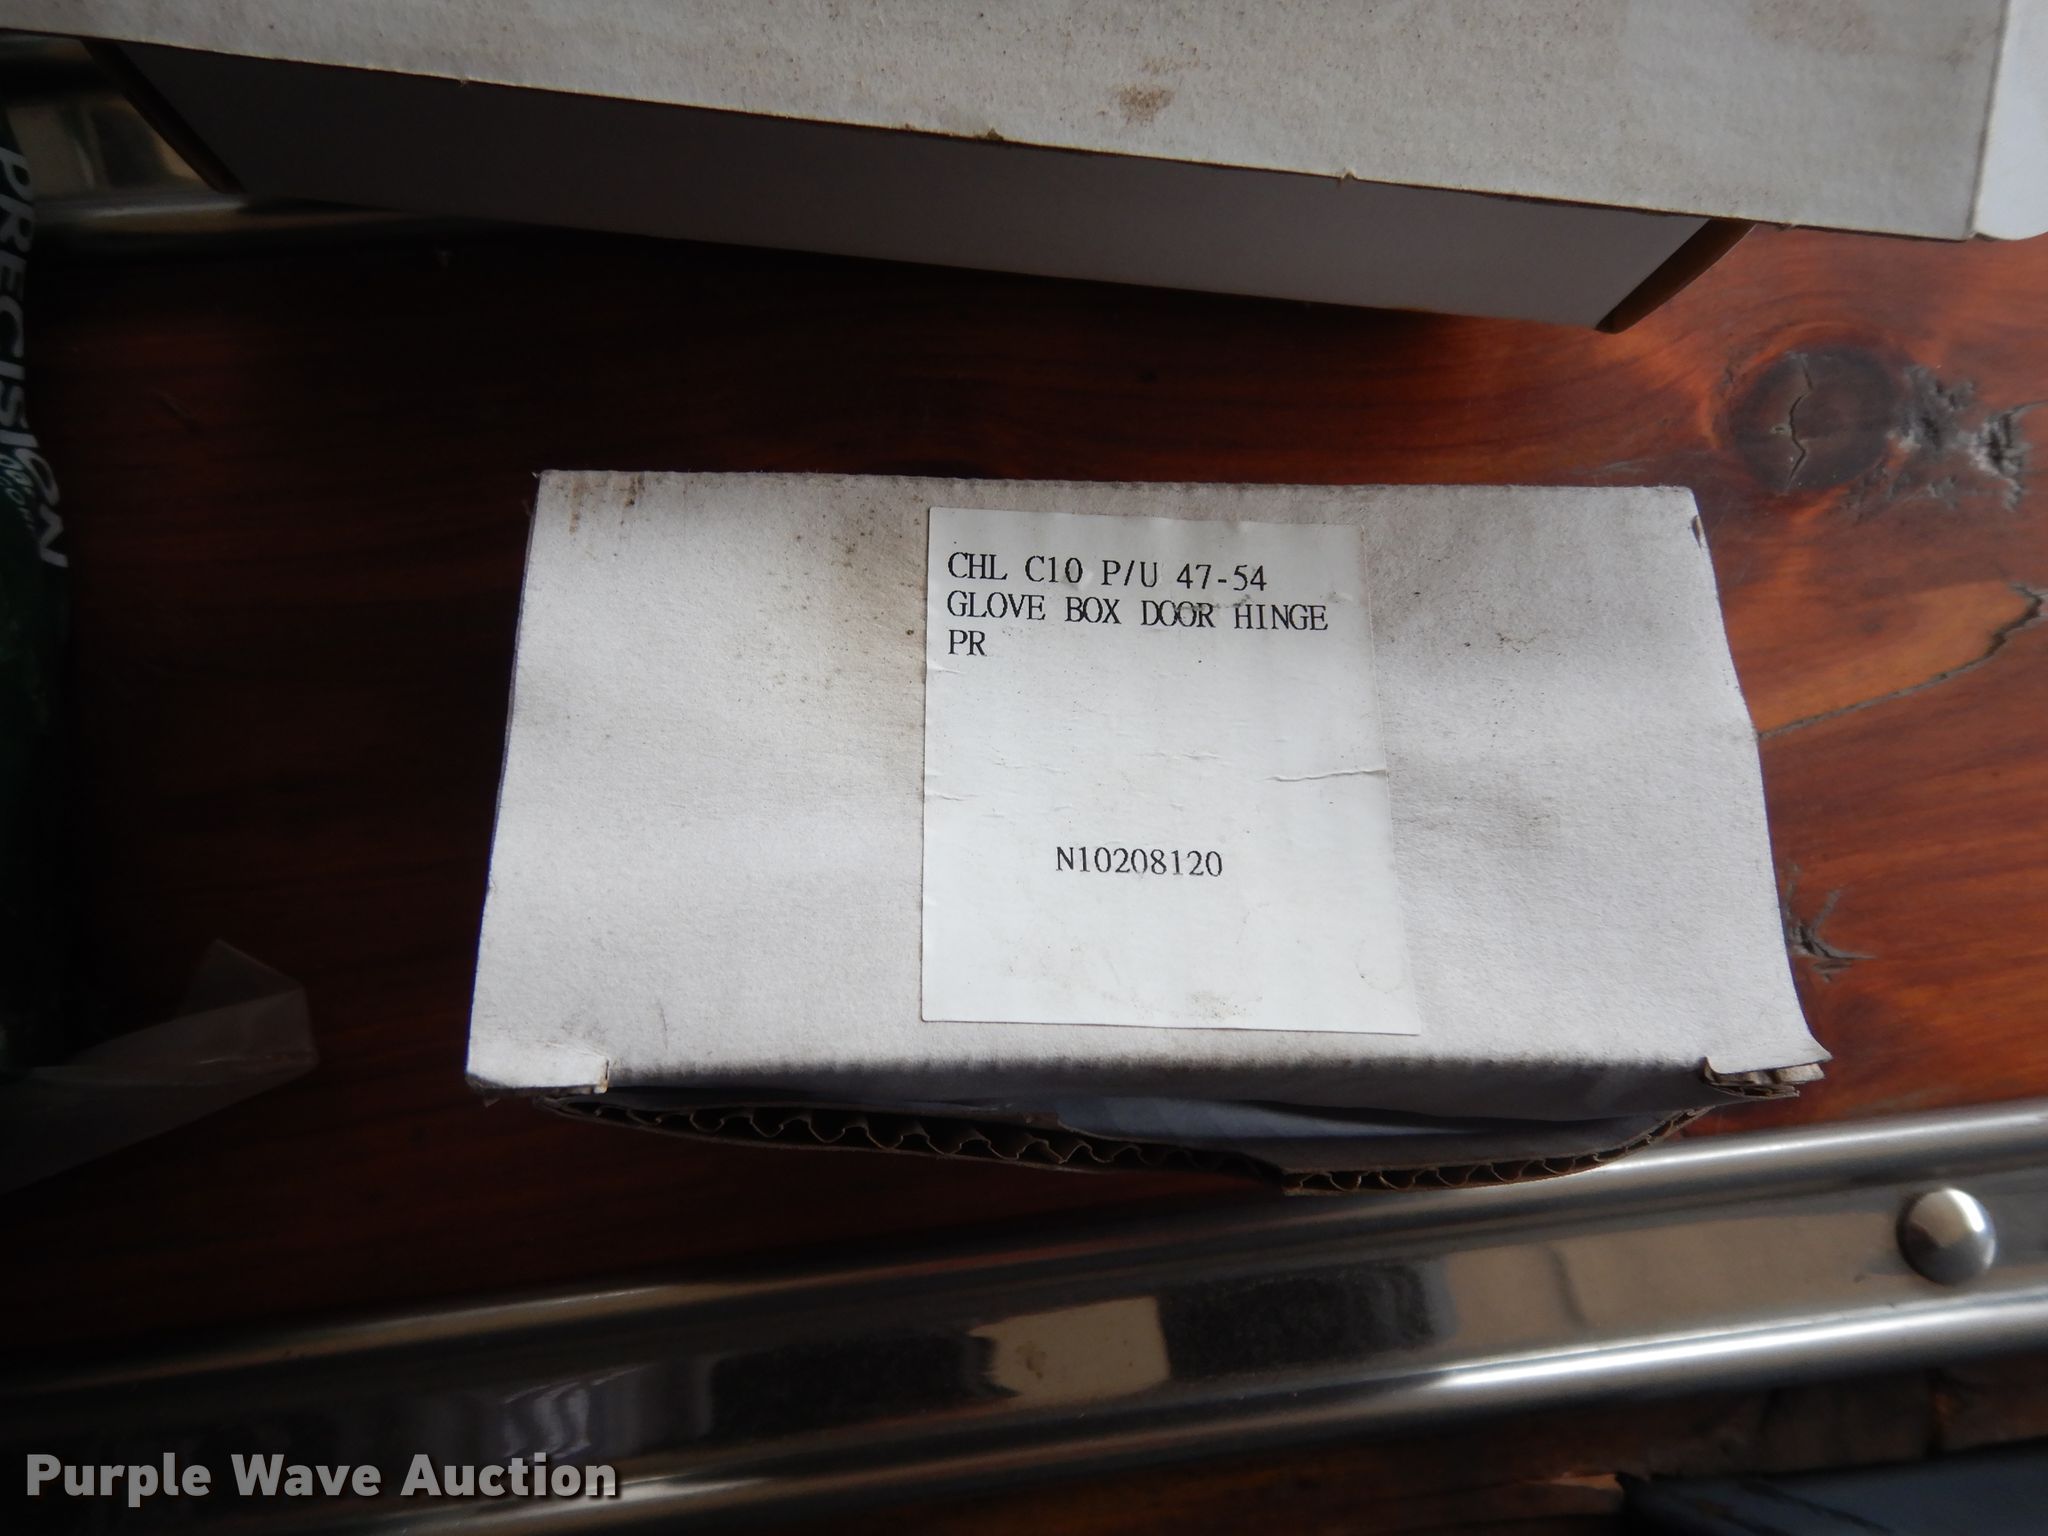 PRECISION
CHL C10 P/U 47-54
GLOVE BOX DOOR HINGE
PR
N10208120
Purple Wave Auction